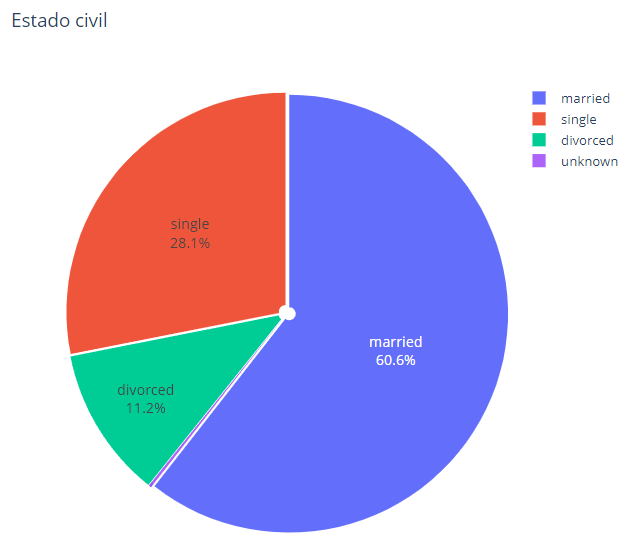 Estado civil
married
single
divorced
unknown
single
28.1%
married
60.6%
divorced
11.2%